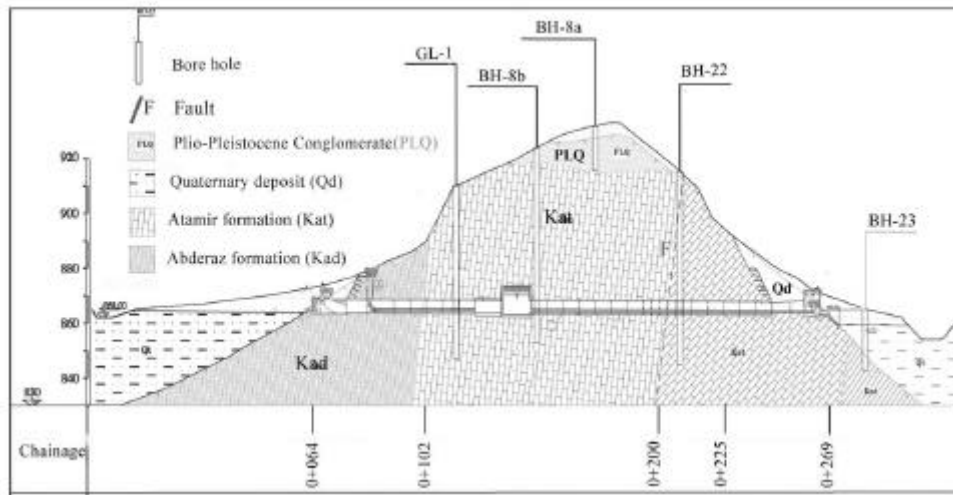 GL-1
BH-8a
BH-8b
BH-22
BH-23
Bore hole
F Fault
PLQ Plio-Pleistocene Conglomerate(PLQ)
Quaternary deposit (Qd)
Atamir formation (Kat)
Abderaz formation (Kad)
900
880
860
840
PLQ
PLQ
Kat
F
Qd
Kad
Chainage
0+064
0+102
0+200
0+225
0+269